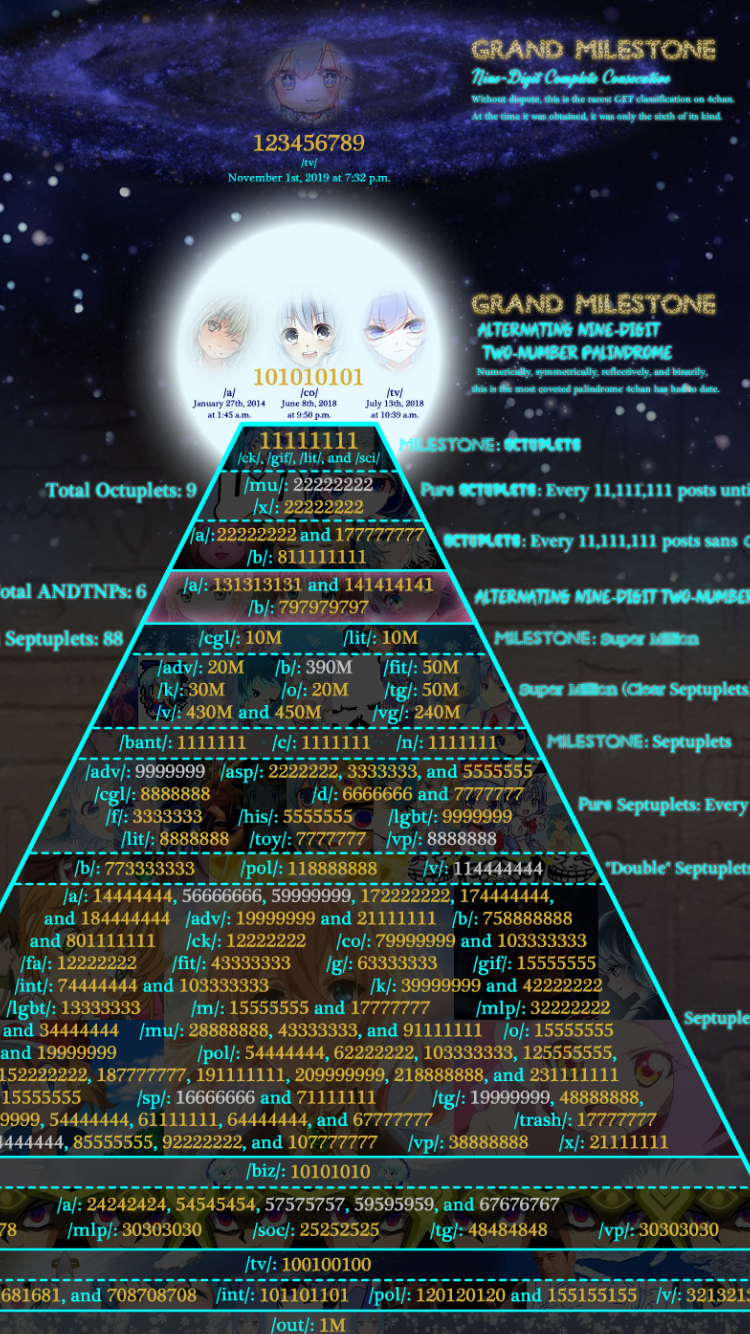 GRAND MILESTONE
Nine-Digit Complete Consecutive
Without dispute, this is the rarest GET classification on 4chan.
At the time it was obtained, it was only the sixth of its kind.
123456789
/tv/
November 1st, 2019 at 7:32 p.m.
GRAND MILESTONE
ALTERNATING NINE-DIGIT
TWO-NUMBER PALINDROME
Numerically, symmetrically, reflectively, and binarily,
this is the most coveted palindrome 4chan has had to date.
101010101
/a/ /co/ /tv/
January 27th, 2014 June 8th, 2018 July 13th, 2018
at 1:45 a.m. at 9:50 p.m. at 10:39 a.m.
11111111
/ck/, /gif/, /lit/, and /sci/
MILESTONE: OCTUPLETS
Total Octuplets: 9
/mu/: 22222222
/x/: 22222222
Pure OCTUPLETS: Every 11,111,111 posts unti
/a/: 22222222 and 177777777
/b/: 811111111
OCTUPLETS: Every 11,111,111 posts sans
otal ANDTNPs: 6
/a/: 131313131 and 141414141
/b/: 797979797
ALTERNATING NINE-DIGIT TWO-NUMBER
Septuplets: 88
/cgl/: 10M /lit/: 10M
MILESTONE: Super Million
/adv/: 20M /b/: 390M /fit/: 50M
/k/: 30M /o/: 20M /tg/: 50M
/v/: 430M and 450M /vg/: 240M
Super Million (Clear Septuplets
/bant/: 1111111 /c/: 1111111 /n/: 1111111
MILESTONE: Septuplets
/adv/: 9999999 /asp/: 2222222, 3333333, and 5555555
/cgl/: 8888888 /d/: 6666666 and 7777777
/f/: 3333333 /his/: 5555555 /lgbt/: 9999999
/lit/: 8888888 /toy/: 7777777 /vp/: 8888888
Pure Septuplets: Every
/b/: 773333333 /pol/: 118888888 /v/: 114444444
"Double" Septuplets
/a/: 14444444, 56666666, 59999999, 172222222, 174444444,
and 184444444 /adv/: 19999999 and 21111111 /b/: 758888888
and 801111111 /ck/: 12222222 /co/: 79999999 and 103333333
/fa/: 12222222 /fit/: 43333333 /g/: 63333333 /gif/: 15555555
/int/: 74444444 and 103333333 /k/: 39999999 and 42222222
/lgbt/: 13333333 /m/: 15555555 and 17777777 /mlp/: 32222222
and 34444444 /mu/: 28888888, 43333333, and 91111111 /o/: 15555555
and 19999999 /pol/: 54444444, 62222222, 103333333, 125555555,
152222222, 187777777, 191111111, 209999999, 218888888, and 231111111
15555555 /sp/: 16666666 and 71111111 /tg/: 19999999, 48888888,
9999, 54444444, 61111111, 64444444, and 67777777 /trash/: 17777777
4444444, 85555555, 92222222, and 107777777 /vp/: 38888888 /x/: 21111111
Septuple
/biz/: 10101010
/a/: 24242424, 54545454, 57575757, 59595959, and 67676767
78 /mlp/: 30303030 /soc/: 25252525 /tg/: 48484848 /vp/: 30303030
/tv/: 100100100
681681, and 708708708 /int/: 101101101 /pol/: 120120120 and 155155155 /v/: 321321
/out/: 1M